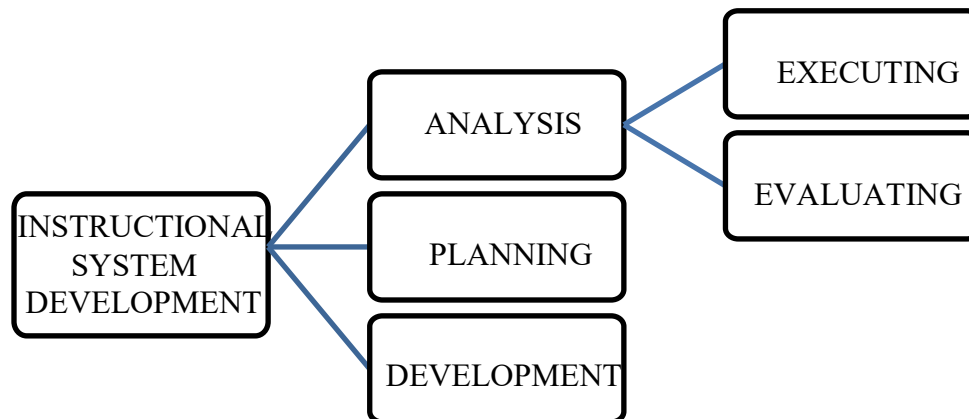 INSTRUCTIONAL
SYSTEM
DEVELOPMENT
ANALYSIS
PLANNING
DEVELOPMENT
EXECUTING
EVALUATING